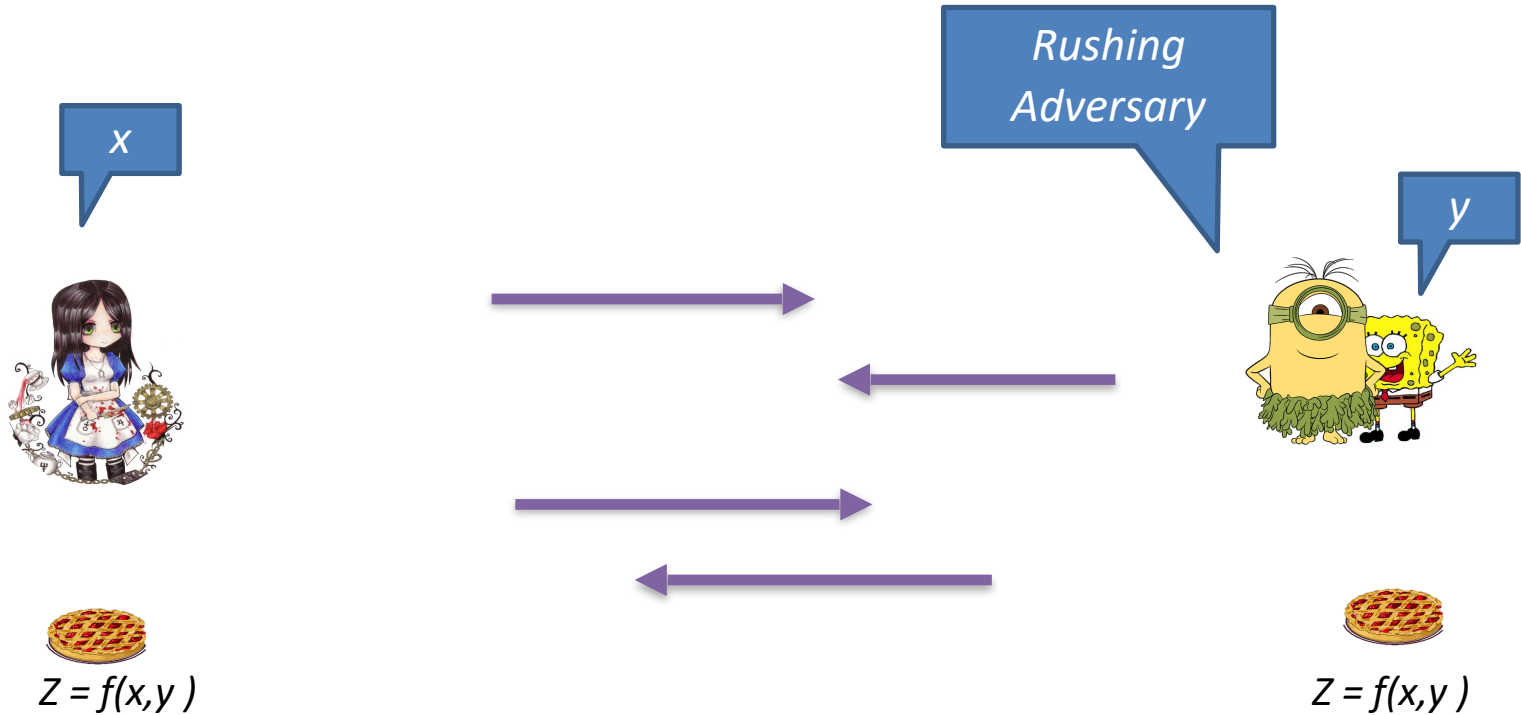 Rushing
Adversary
x
y
Z = f(x,y )
Z = f(x,y )